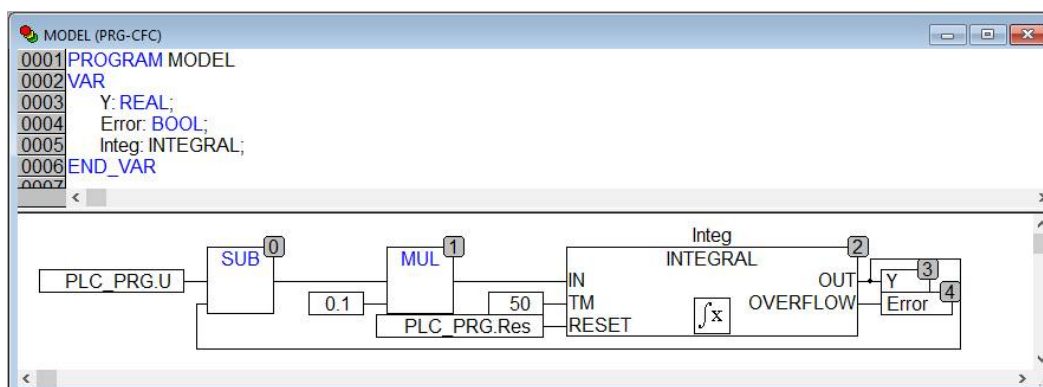 MODEL (PRG-CFC)
0001 PROGRAM MODEL
0002 VAR
0003 Y: REAL;
0004 Error: BOOL;
0005 Integ: INTEGRAL;
0006 END_VAR
0007
Integ
SUB 0 MUL 1 INTEGRAL 2
PLC_PRG.U IN OUT Y 3
0.1 50 TM OVERFLOW Error 4
PLC_PRG.Res RESET ∫x